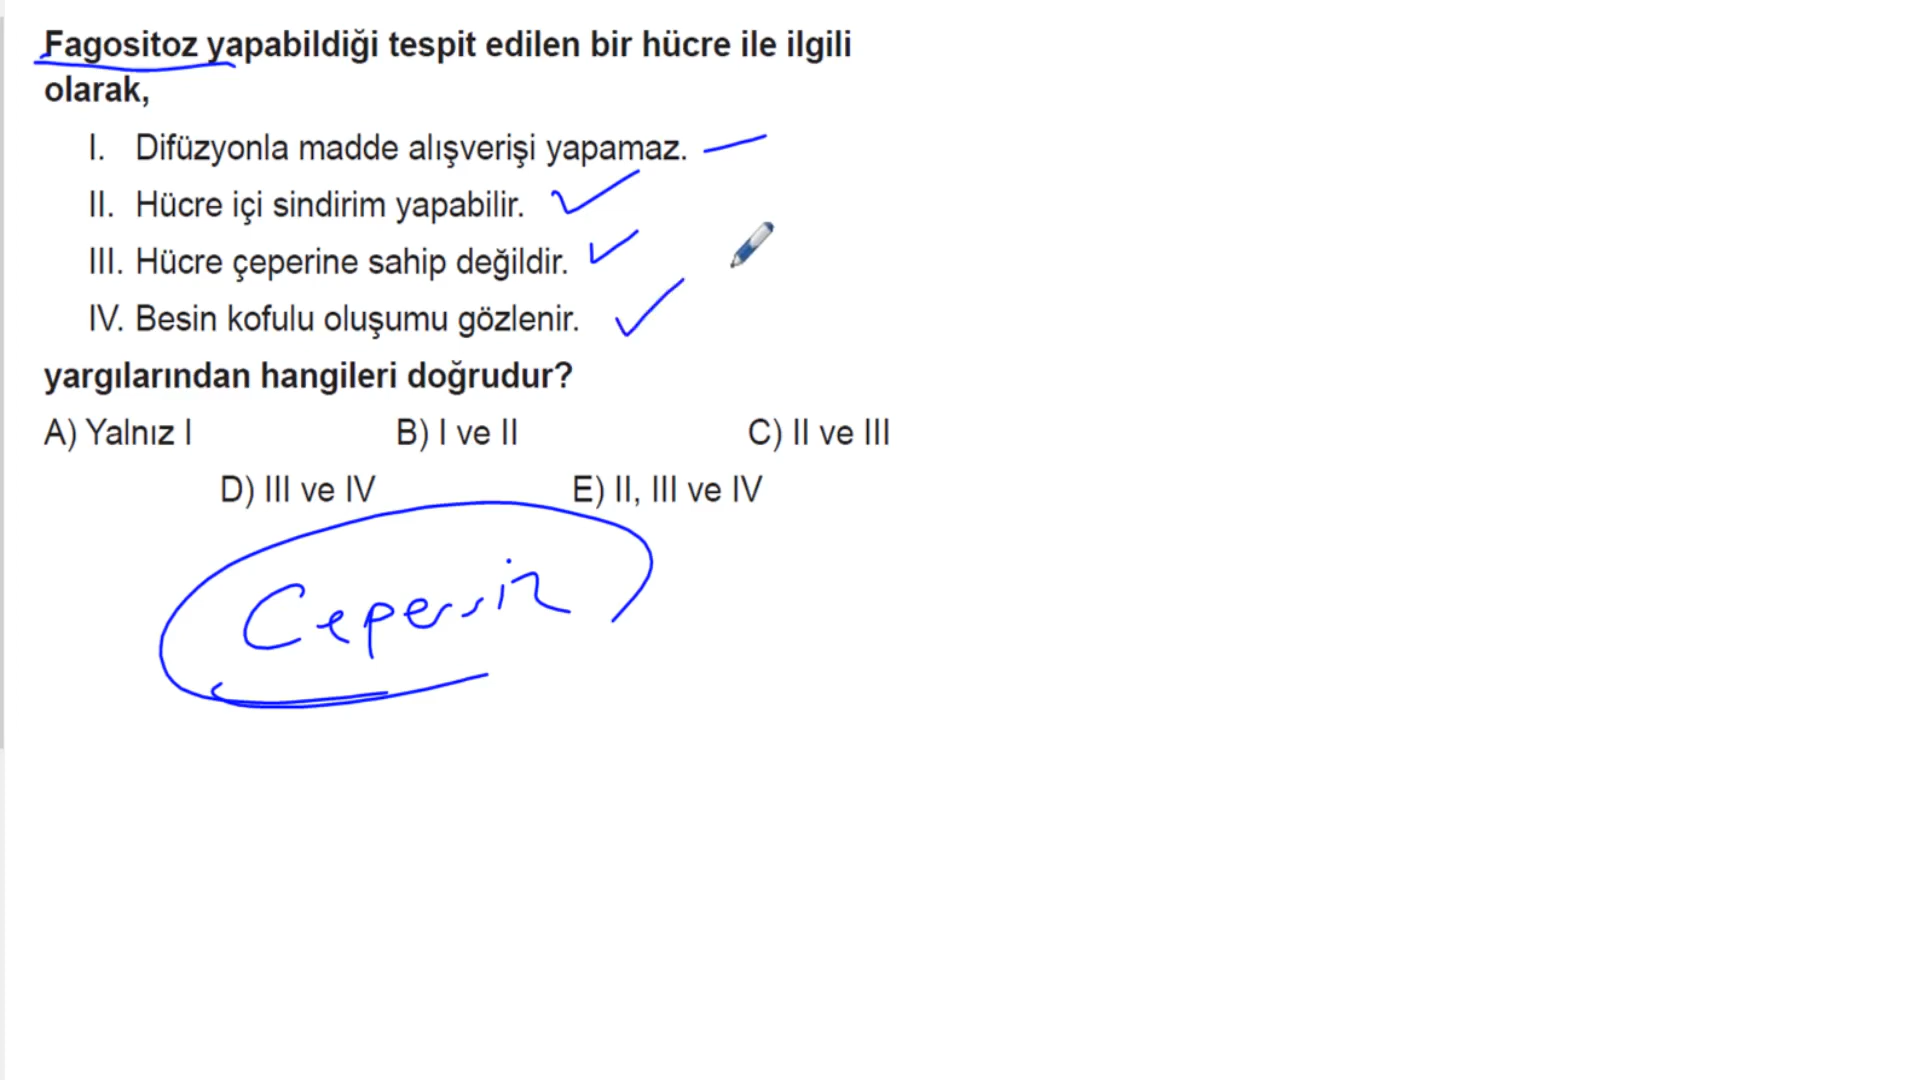 Fagositoz yapabildiği tespit edilen bir hücre ile ilgili
olarak,
I. Difüzyonla madde alışverişi yapamaz.
II. Hücre içi sindirim yapabilir.
III. Hücre çeperine sahip değildir.
IV. Besin kofulu oluşumu gözlenir.
yargılarından hangileri doğrudur?
A) Yalnız I B) I ve II C) II ve III
D) III ve IV E) II, III ve IV
Cepersiz